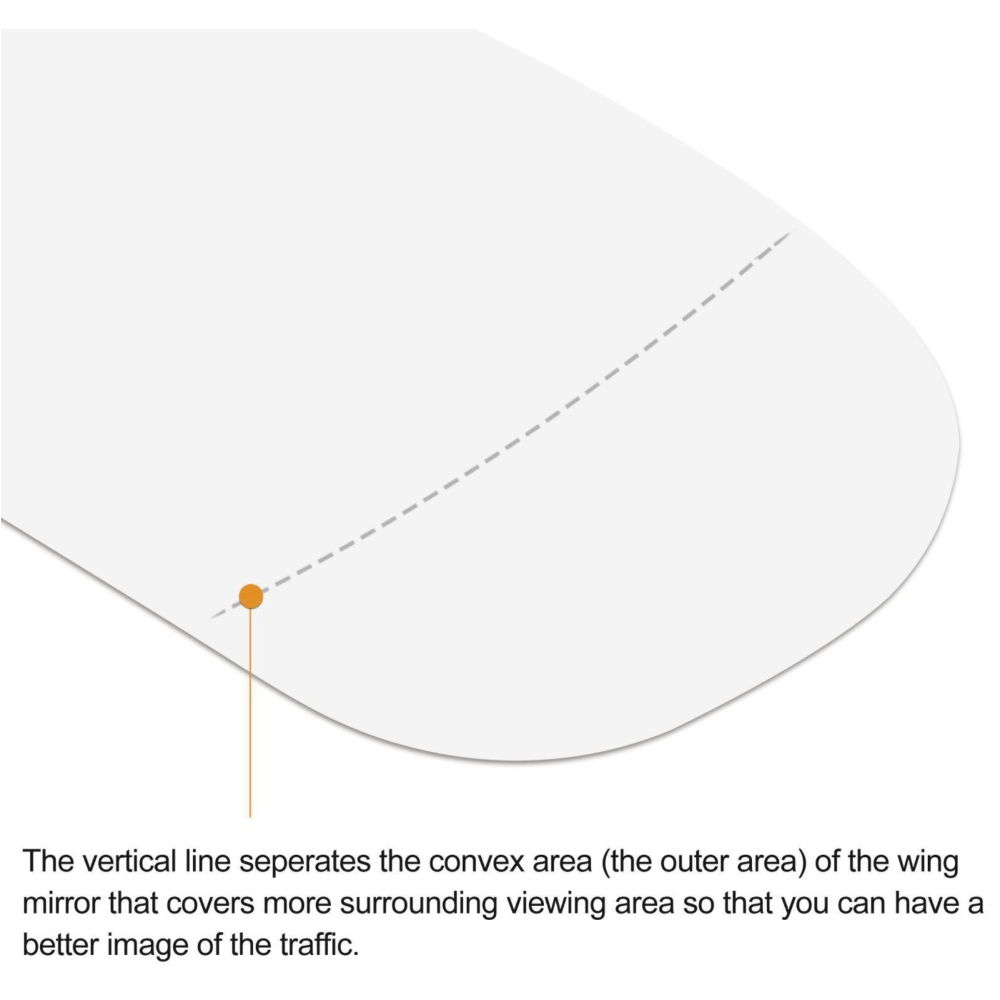 The vertical line seperates the convex area (the outer area) of the wing
mirror that covers more surrounding viewing area so that you can have a
better image of the traffic.